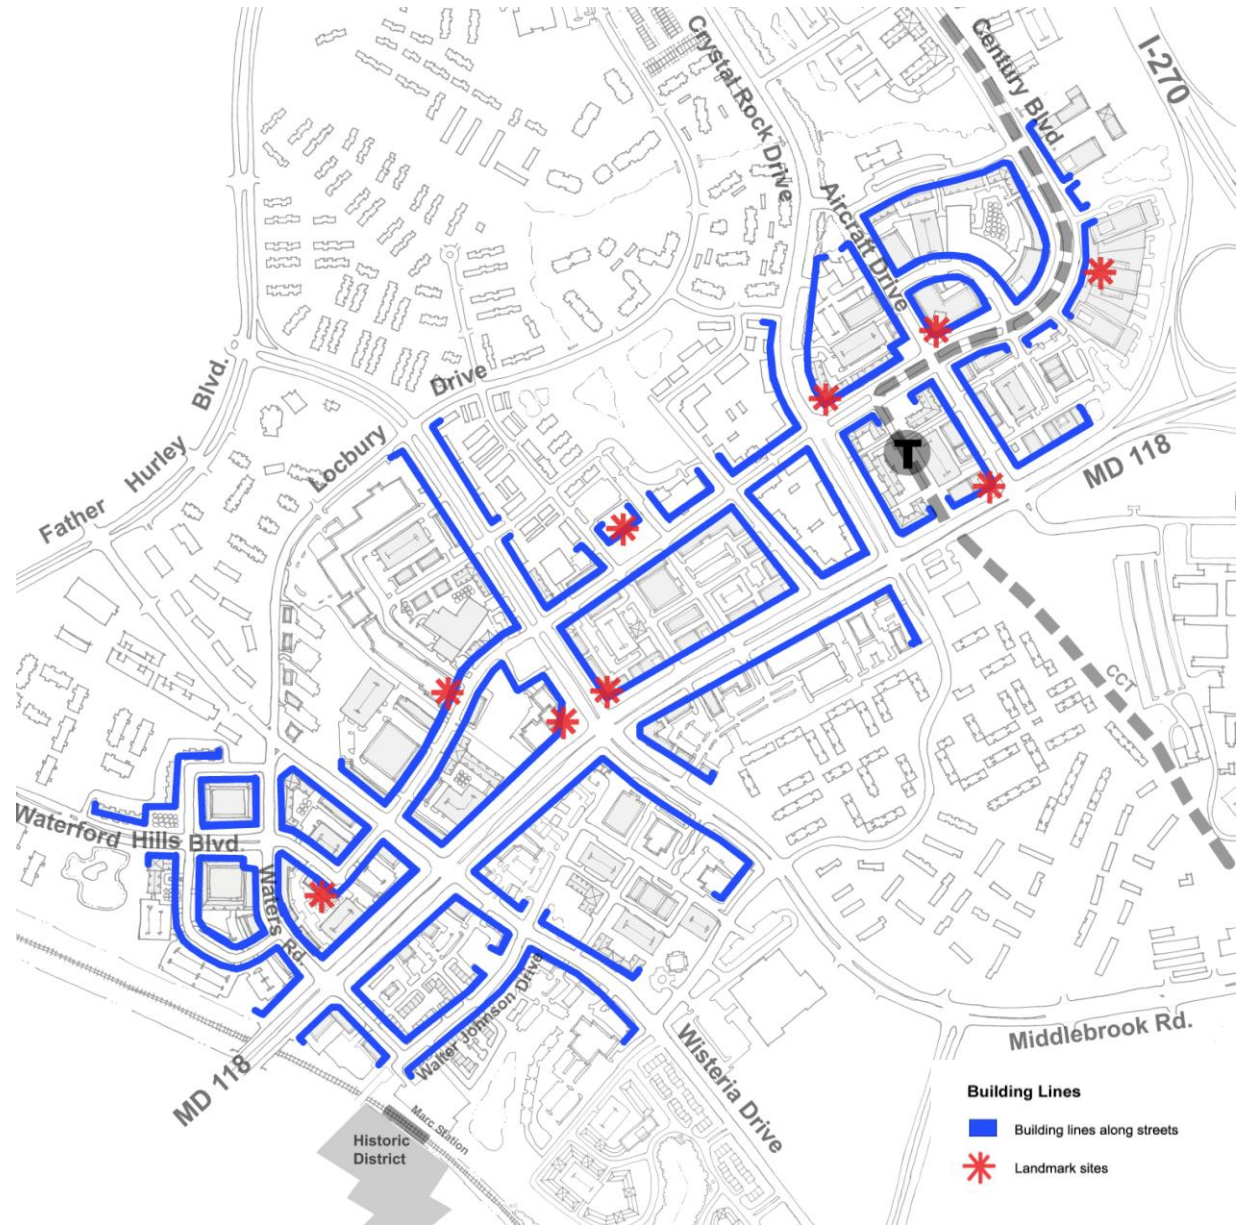 Century Blvd.
I-270
Crystal Rock Drive
Aircraft Drive
Drive
Locbury
Blvd.
Hurley
Father
MD 118
T
CCT
Waterford Hills Blvd.
Waters Rd.
Walter Johnson Drive
Wisteria Drive
Middlebrook Rd.
MD 118
Marc Station
Historic
District
Building Lines
Building lines along streets
Landmark sites